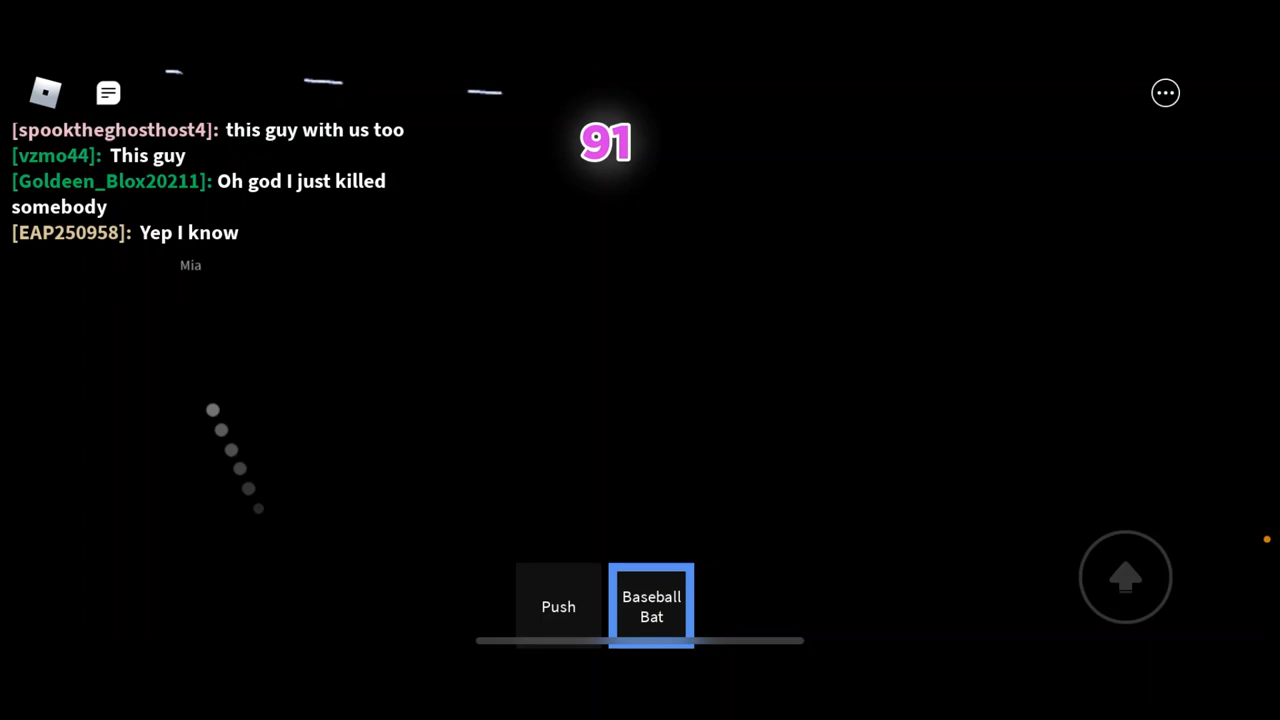 91
[spooktheghosthost4]: this guy with us too
[vzmo44]: This guy
[Goldeen_Blox20211]: Oh god I just killed
somebody
[EAP250958]: Yep I know
Mia
Push
Baseball
Bat